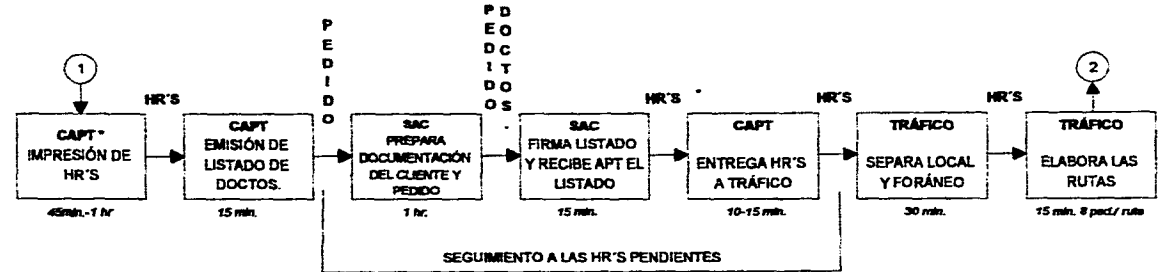 PEDIDO
PEDIDO
DOCTOS.
1
2
HR'S
HR'S
HR'S
HR'S
CAPT*
IMPRESIÓN DE
HR'S
45min.-1 hr
CAPT
EMISIÓN DE
LISTADO DE
DOCTOS.
15 min.
SAC
PREPARA
DOCUMENTACIÓN
DEL CLIENTE Y
PEDIDO
1 hr.
SAC
FIRMA LISTADO
Y RECIBE APT EL
LISTADO
15 min.
CAPT
ENTREGA HR'S
A TRÁFICO
10-15 min.
TRÁFICO
SEPARA LOCAL
Y FORÁNEO
30 min.
TRÁFICO
ELABORA LAS
RUTAS
15 min. 8 ped./ ruta
SEGUIMIENTO A LAS HR'S PENDIENTES